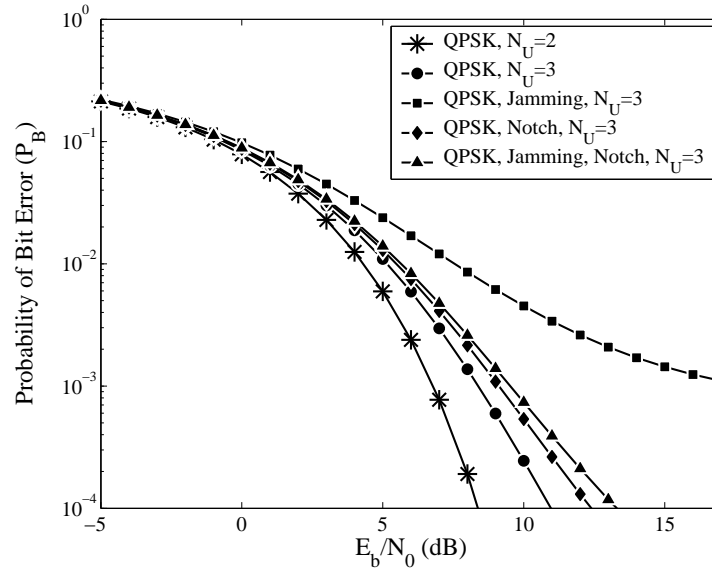 10^0
10^-1
10^-2
10^-3
10^-4
Probability of Bit Error (P_B)
QPSK, N_U=2
QPSK, N_U=3
QPSK, Jamming, N_U=3
QPSK, Notch, N_U=3
QPSK, Jamming, Notch, N_U=3
−5 0 5 10 15
E_b/N_0 (dB)